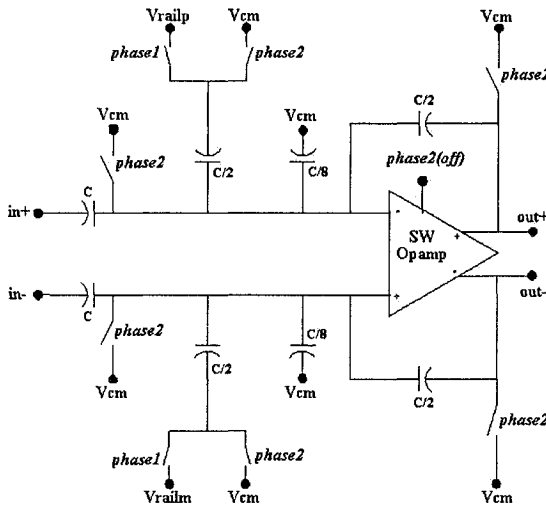 Vrailp Vcm Vcm
phase1 phase2 phase2
Vcm C/2
phase2 phase2(off)
C/2 C/8
C
in+ - SW + out+
Opamp
in- + - out-
C
phase2 C/8
C/2
Vcm C/2
Vcm phase2
phase1 phase2
Vrailm Vcm Vcm